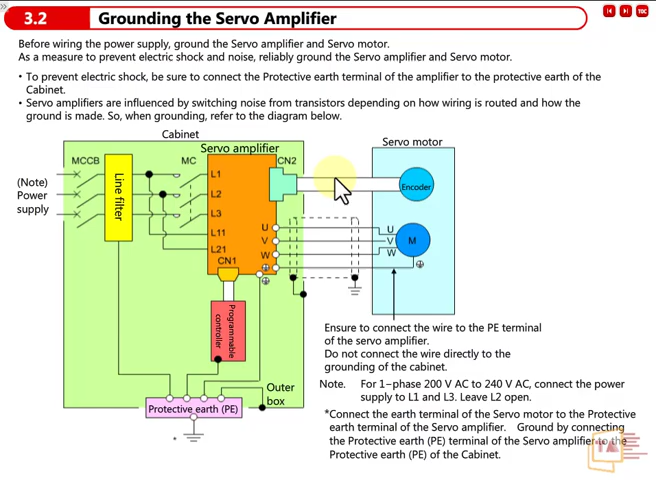 3.2 Grounding the Servo Amplifier
TOC
Before wiring the power supply, ground the Servo amplifier and Servo motor.
As a measure to prevent electric shock and noise, reliably ground the Servo amplifier and Servo motor.
・To prevent electric shock, be sure to connect the Protective earth terminal of the amplifier to the protective earth of the
Cabinet.
・Servo amplifiers are influenced by switching noise from transistors depending on how wiring is routed and how the
ground is made. So, when grounding, refer to the diagram below.
Cabinet
Servo motor
Servo amplifier
MCCB
MC
CN2
(Note)
Power
supply
Line filter
L1
L2
L3
L11
L21
CN1
U
V
W
Encoder
U
V
W
M
Programmable
controller
Outer
box
Protective earth (PE)
*
Ensure to connect the wire to the PE terminal
of the servo amplifier.
Do not connect the wire directly to the
grounding of the cabinet.
Note. For 1−phase 200 V AC to 240 V AC, connect the power
supply to L1 and L3. Leave L2 open.
*Connect the earth terminal of the Servo motor to the Protective
earth terminal of the Servo amplifier. Ground by connecting
the Protective earth (PE) terminal of the Servo amplifier to the
Protective earth (PE) of the Cabinet.